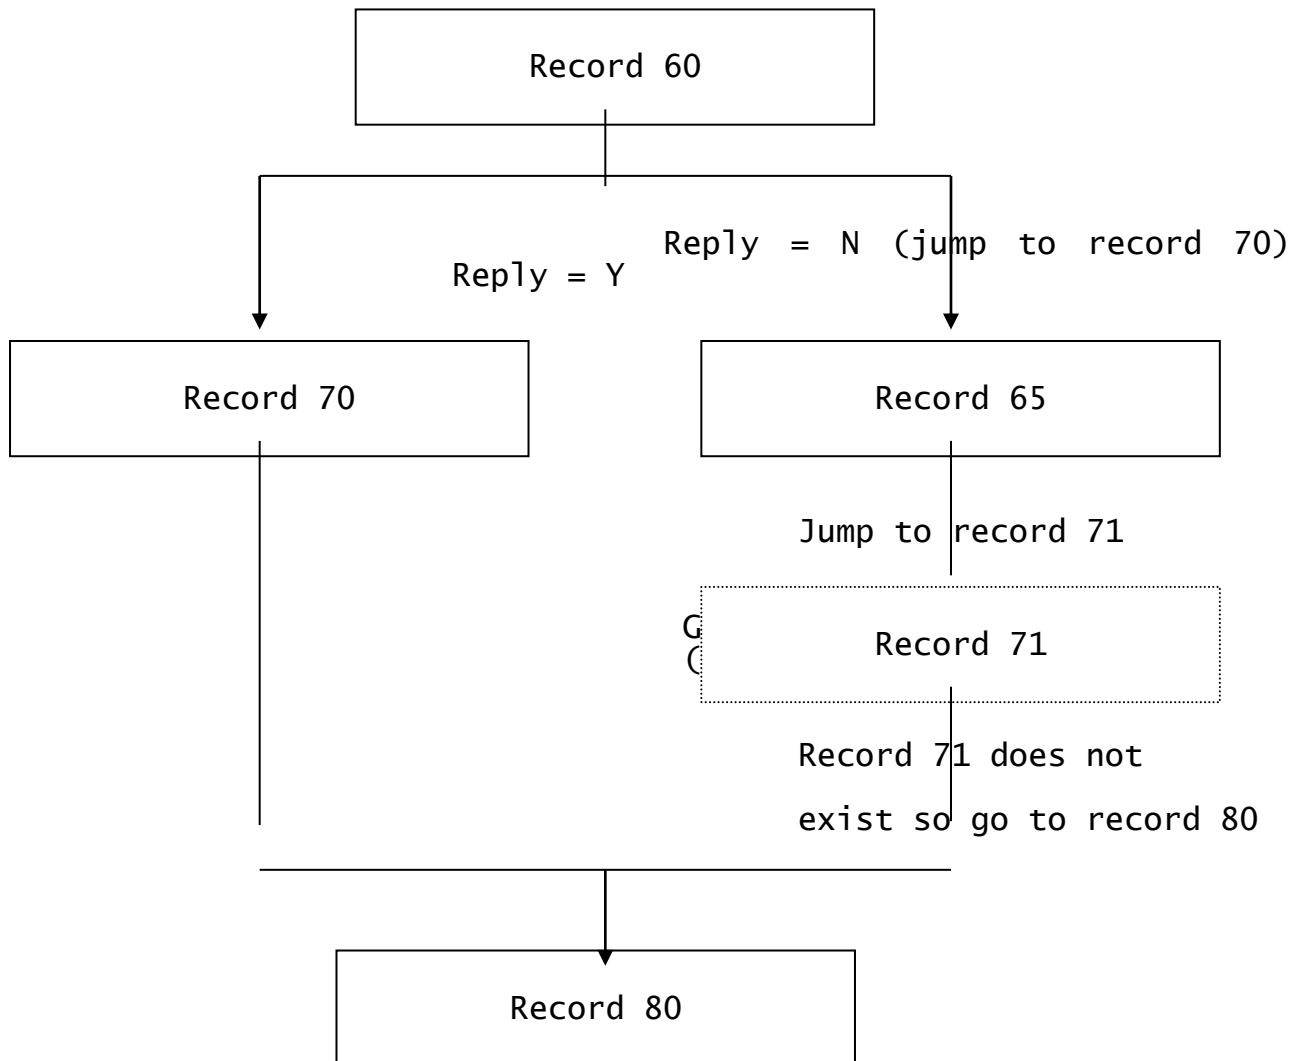 Record 60
Reply = N (jump to record 70)
Reply = Y
Record 70
Record 65
Jump to record 71
G
(
Record 71
Record 71 does not
exist so go to record 80
Record 80